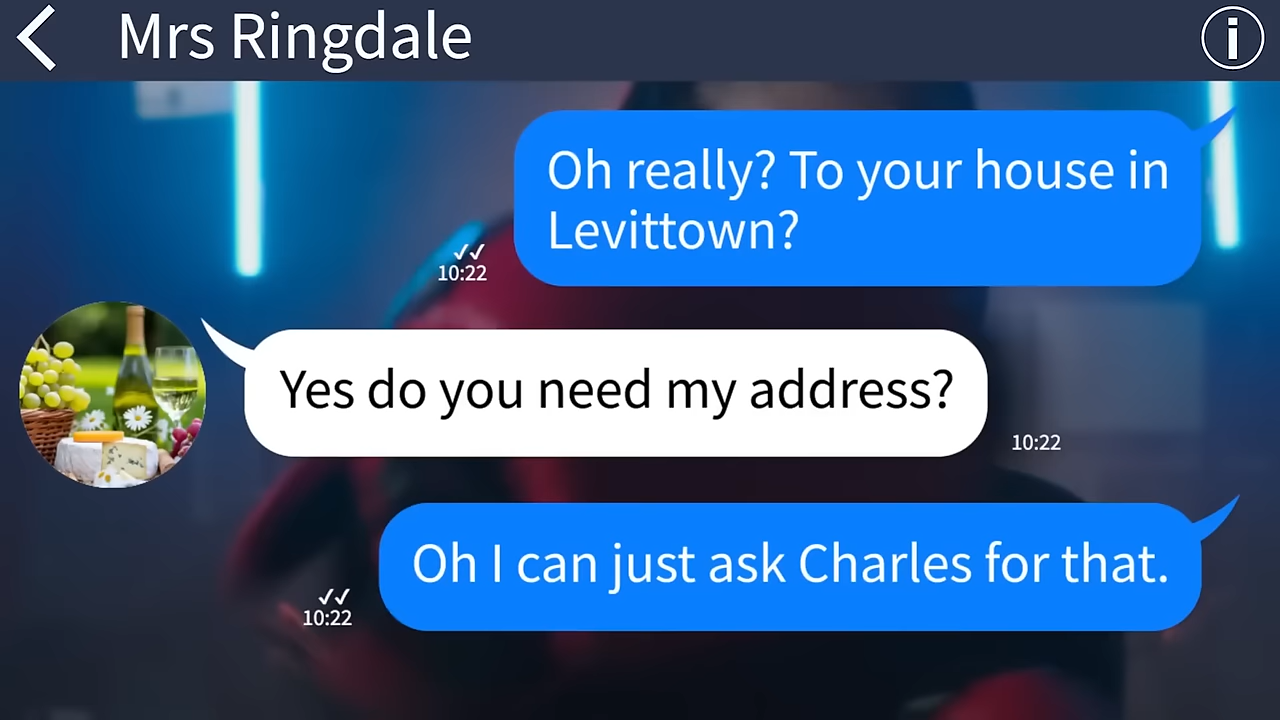 Mrs Ringdale
i
Oh really? To your house in
Levittown?
10:22
Yes do you need my address?
10:22
Oh I can just ask Charles for that.
10:22